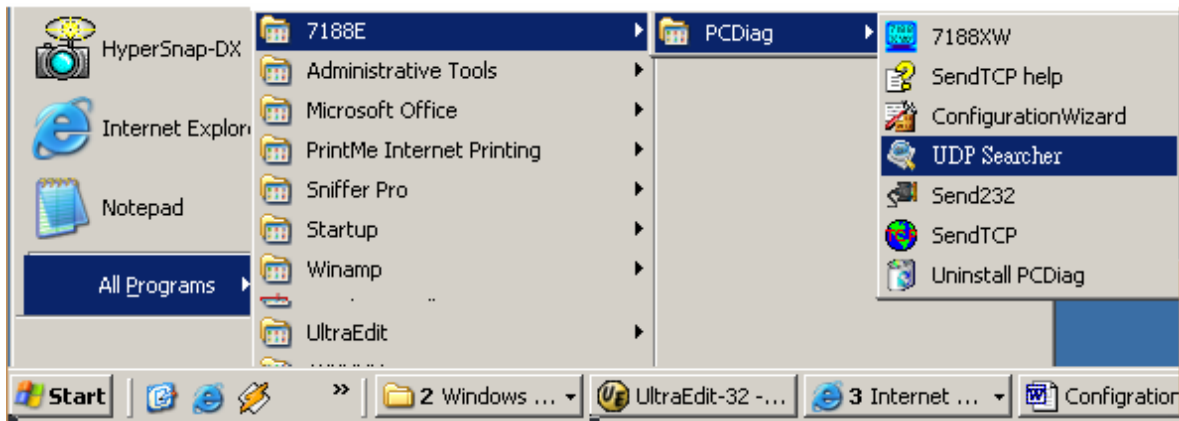 HyperSnap-DX
Internet Explor
Notepad
All Programs
7188E
Administrative Tools
Microsoft Office
PrintMe Internet Printing
Sniffer Pro
Startup
Winamp
UltraEdit
PCDiag
7188XW
SendTCP help
ConfigurationWizard
UDP Searcher
Send232
SendTCP
Uninstall PCDiag
Start
»
2 Windows ...
UltraEdit-32 -...
3 Internet ...
Configration